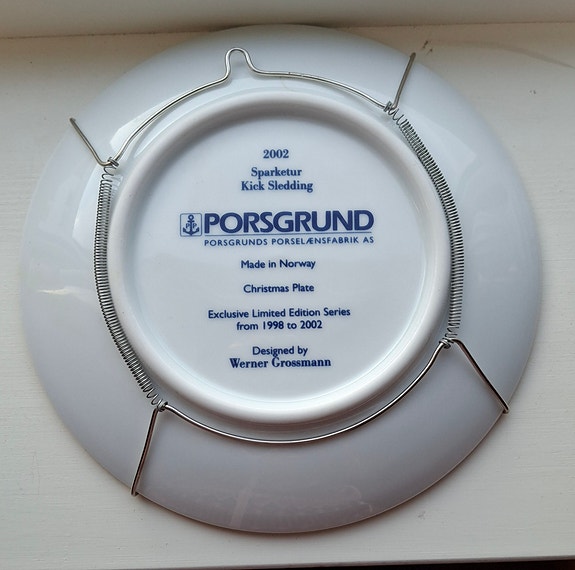 2002
Sparketur
Kick Sledding
PORSGRUND
PORSGRUNDS PORSELÆNSFABRIK AS
Made in Norway
Christmas Plate
Exclusive Limited Edition Series
from 1998 to 2002
Designed by
Werner Grossmann